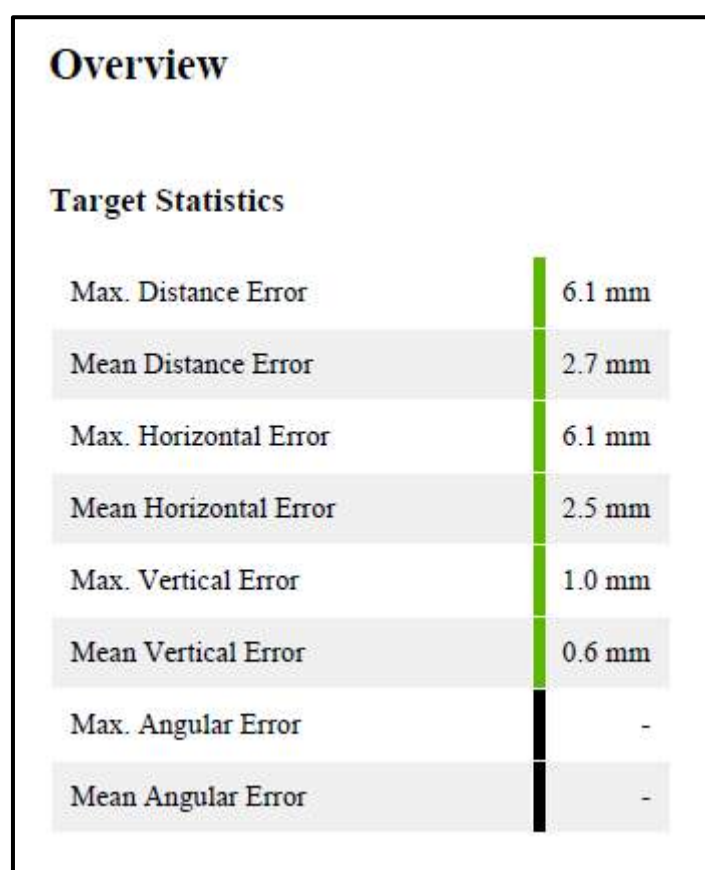 Overview
Target Statistics
Max. Distance Error 6.1 mm
Mean Distance Error 2.7 mm
Max. Horizontal Error 6.1 mm
Mean Horizontal Error 2.5 mm
Max. Vertical Error 1.0 mm
Mean Vertical Error 0.6 mm
Max. Angular Error -
Mean Angular Error -